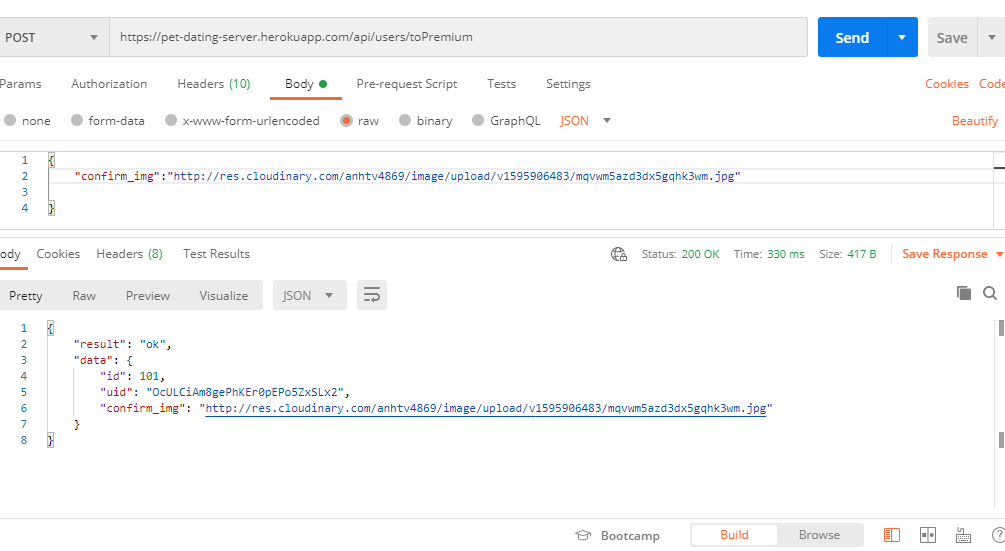 POST https://pet-dating-server.herokuapp.com/api/users/toPremium Send Save
Params Authorization Headers (10) Body Pre-request Script Tests Settings Cookies Code
none form-data x-www-form-urlencoded raw binary GraphQL JSON Beautify
1 {
2 "confirm_img":"http://res.cloudinary.com/anhtv4869/image/upload/v1595906483/mqvwm5azd3dx5gqhk3wm.jpg"
3
4 }
ody Cookies Headers (8) Test Results Status: 200 OK Time: 330 ms Size: 417 B Save Response
Pretty Raw Preview Visualize JSON
1 {
2 "result": "ok",
3 "data": {
4 "id": 101,
5 "uid": "OcULCiAm8gePhKEr0pEPo5ZxSLx2",
6 "confirm_img": "http://res.cloudinary.com/anhtv4869/image/upload/v1595906483/mqvwm5azd3dx5gqhk3wm.jpg"
7 }
8 }
Bootcamp Build Browse